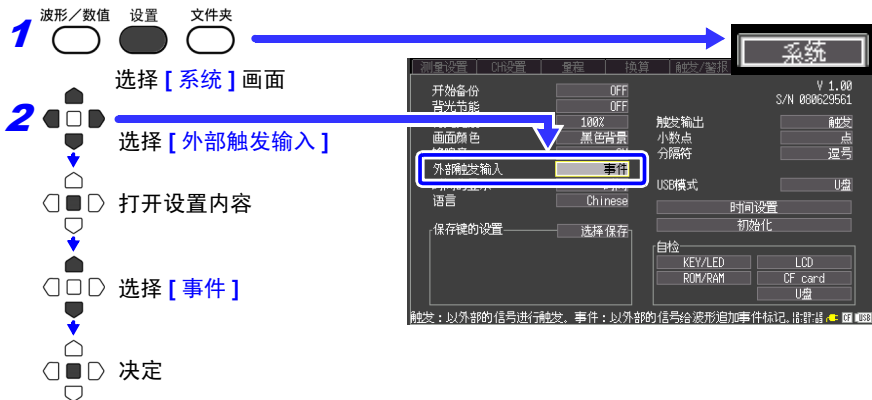 波形／数值 设置 文件夹
1
选择 [ 系统 ] 画面
2
选择 [ 外部触发输入 ]
打开设置内容
选择 [ 事件 ]
决定
系统
测量设置 CH设置 量程 换算 触发/警报
V 1.00
S/N 080629561
开始备份 OFF
背光节能 OFF
100%
画面颜色 黑色背景
外部触发输入 事件
语言 Chinese
保存键的设置 选择保存
触发输出 触发
小数点 点
分隔符 逗号
USB模式 U盘
时间设置
初始化
自检
KEY/LED LCD
ROM/RAM CF card
U盘
触发：以外部的信号进行触发。事件：以外部的信号给波形追加事件标记。
CF USB